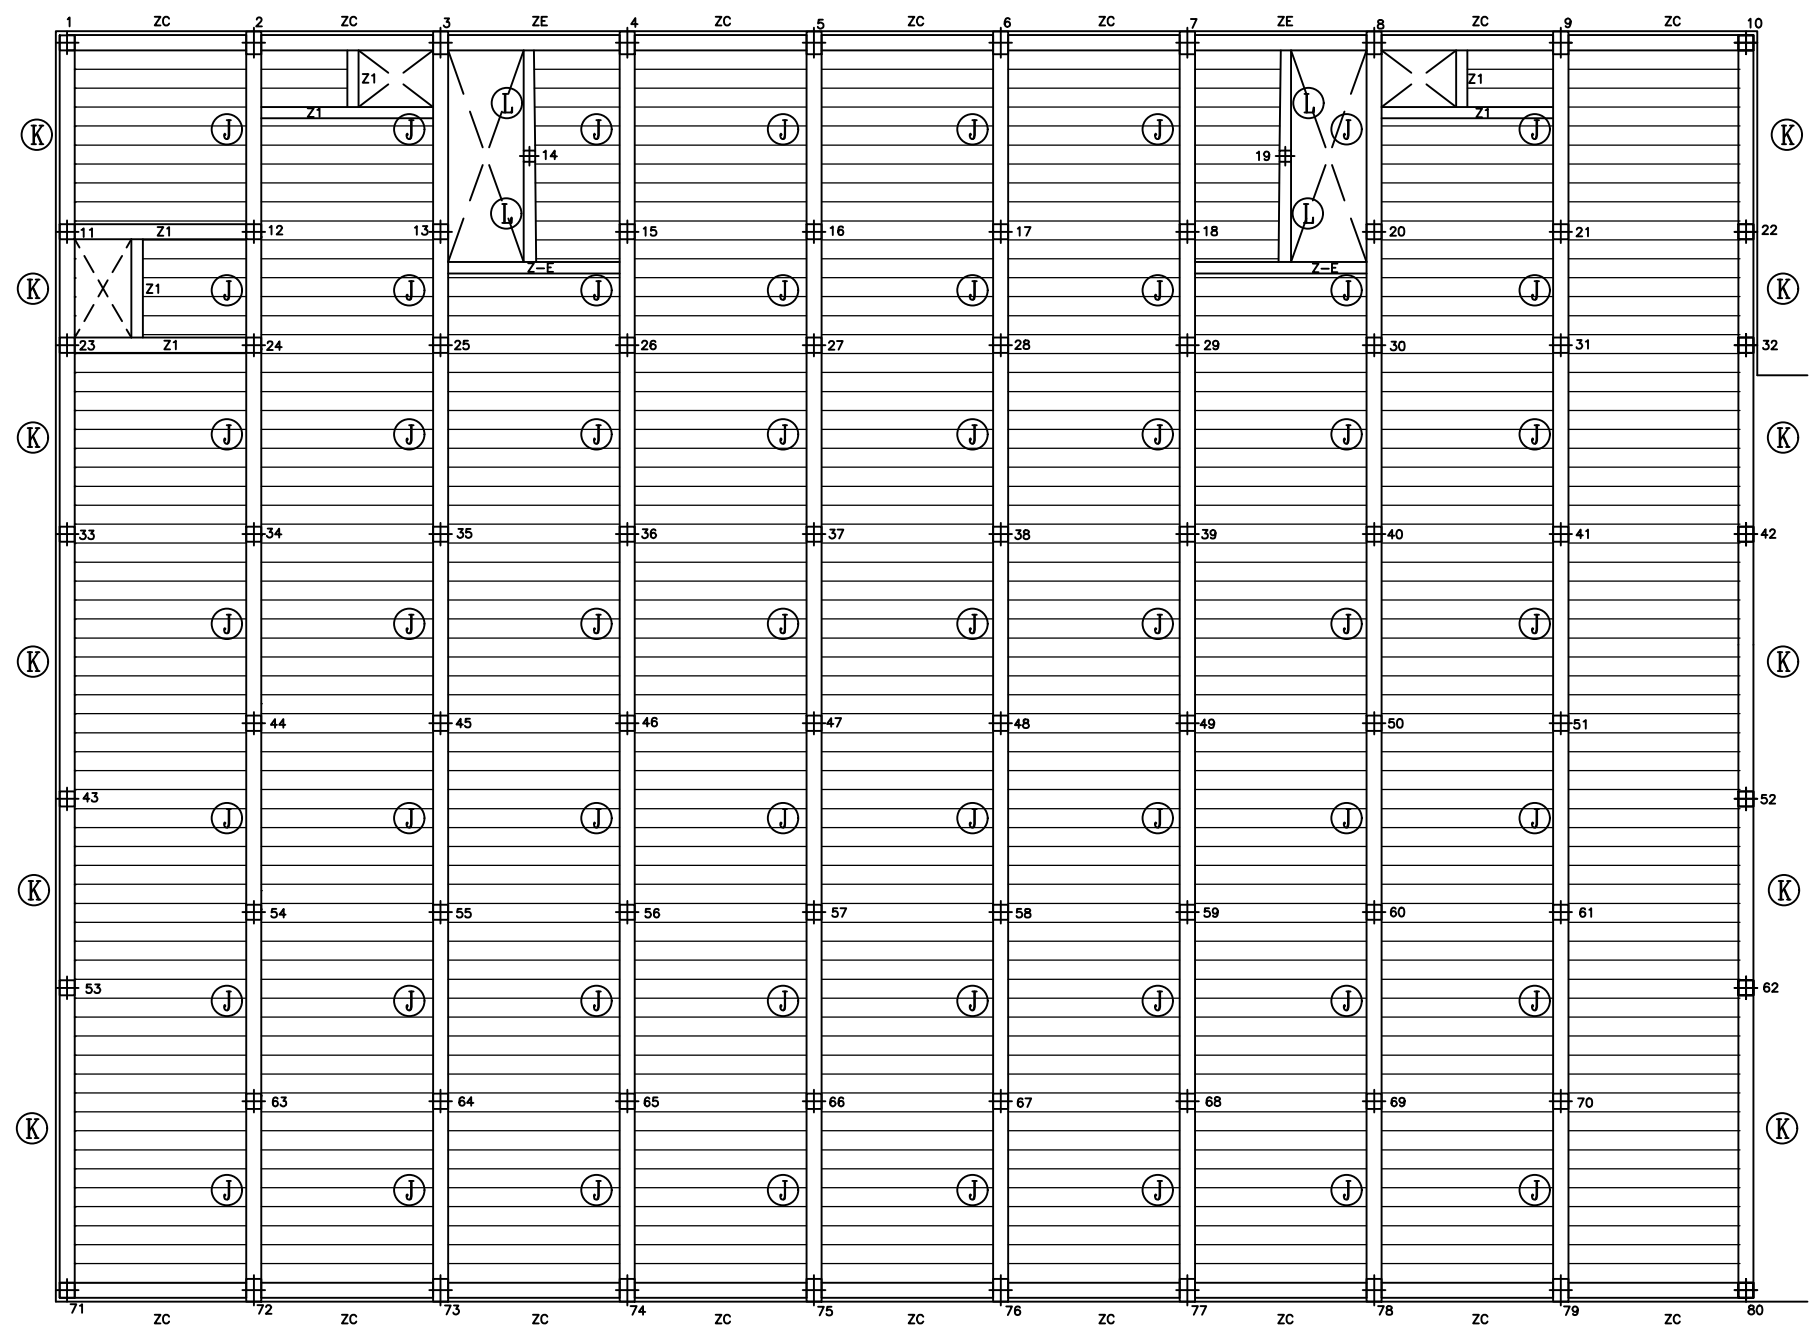 1 ZC 2 ZC 3 ZE 4 ZC 5 ZC 6 ZC 7 ZE 8 ZC 9 ZC 10
Z1 Z1
L L
Z1 Z1
K J J J J J J J J K
14 19
L L
11 Z1 12 13 15 16 17 18 20 21 22
Z-E Z-E
K Z1 J J J J J J J J K
23 Z1 24 25 26 27 28 29 30 31 32
K J J J J J J J J K
33 34 35 36 37 38 39 40 41 42
J J J J J J J J
K K
44 45 46 47 48 49 50 51
43 52
J J J J J J J J
K K
54 55 56 57 58 59 60 61
53 62
J J J J J J J J
63 64 65 66 67 68 69 70
K K
J J J J J J J J
71 72 73 74 75 76 77 78 79 80
ZC ZC ZC ZC ZC ZC ZC ZC ZC